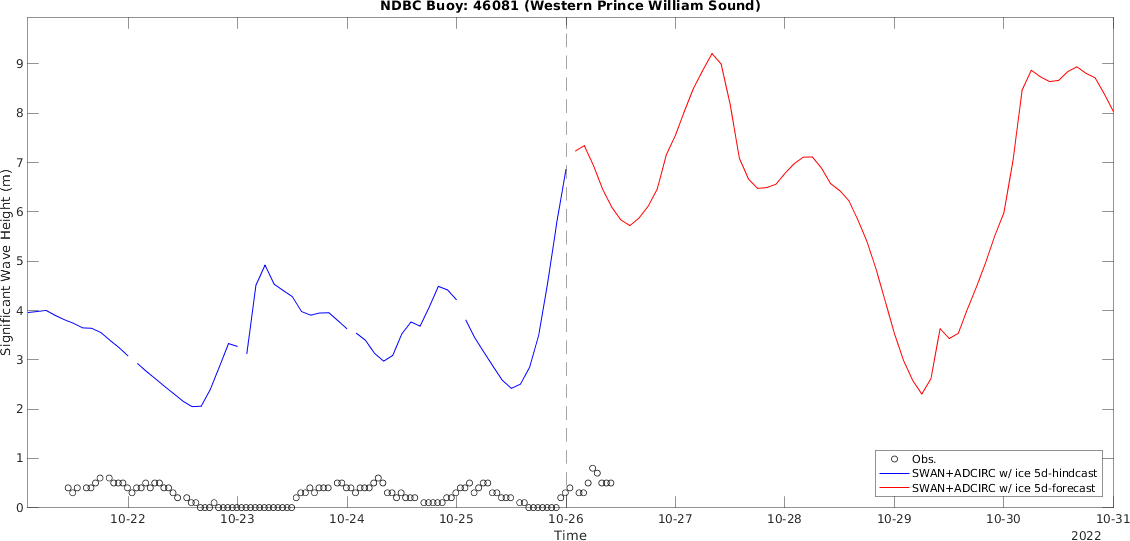 NDBC Buoy: 46081 (Western Prince William Sound)
Significant Wave Height (m)
9
8
7
6
5
4
3
2
1
0
Obs.
SWAN+ADCIRC w/ ice 5d-hindcast
SWAN+ADCIRC w/ ice 5d-forecast
10-22 10-23 10-24 10-25 10-26 10-27 10-28 10-29 10-30 10-31
Time
2022